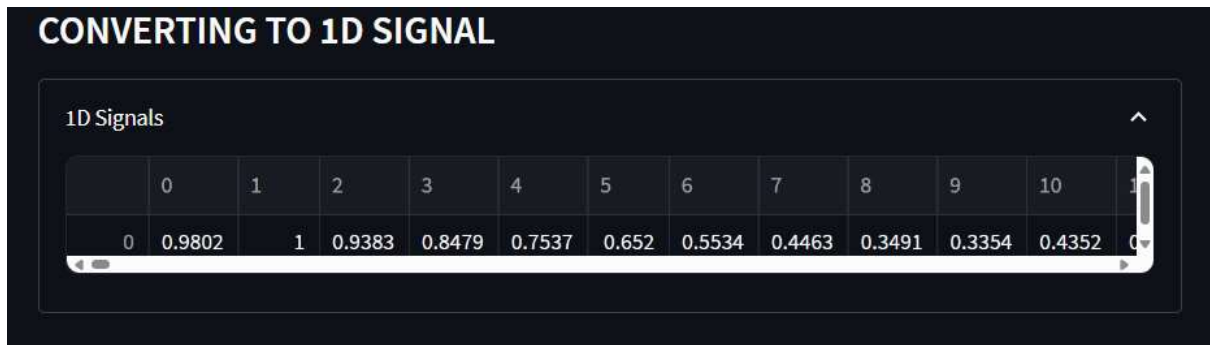 CONVERTING TO 1D SIGNAL
1D Signals
0 1 2 3 4 5 6 7 8 9 10
0 0.9802 1 0.9383 0.8479 0.7537 0.652 0.5534 0.4463 0.3491 0.3354 0.4352